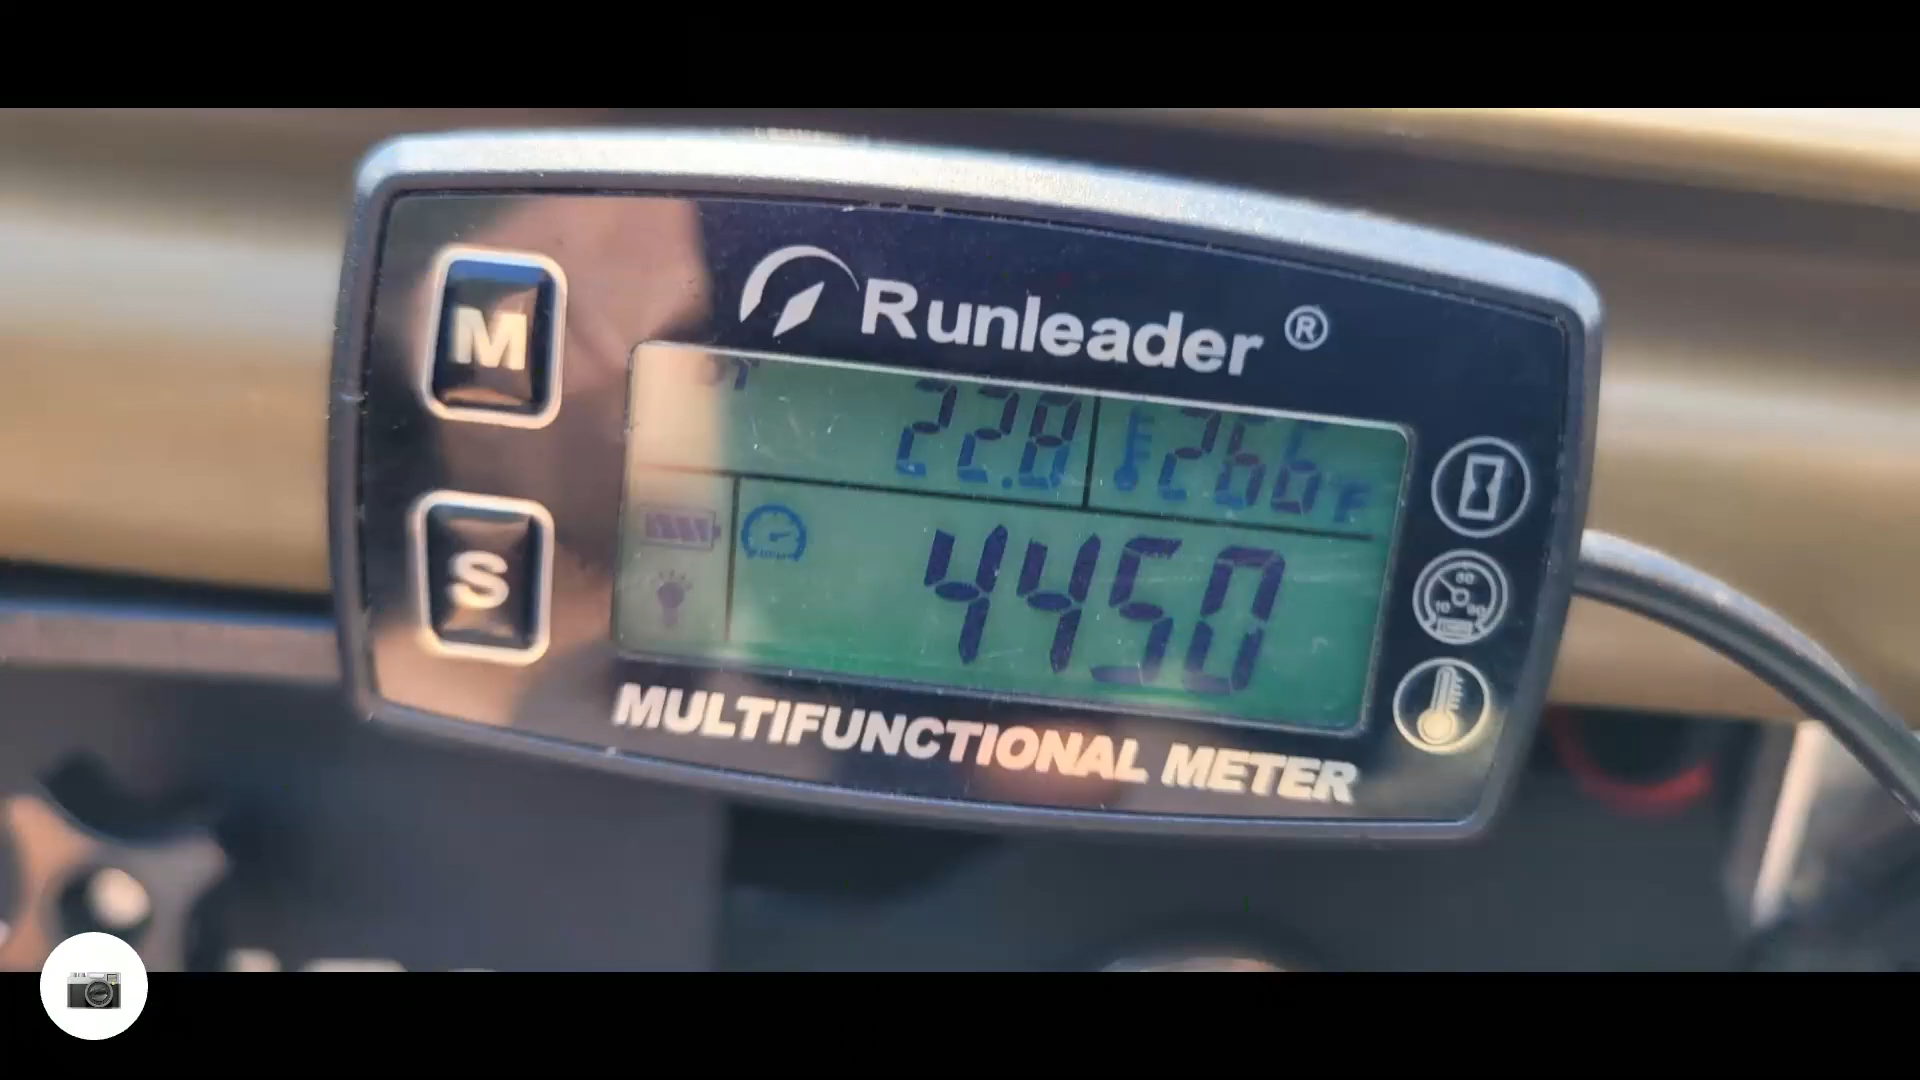 M
Runleader ®
22.8 266 °F
S
4450
MULTIFUNCTIONAL METER